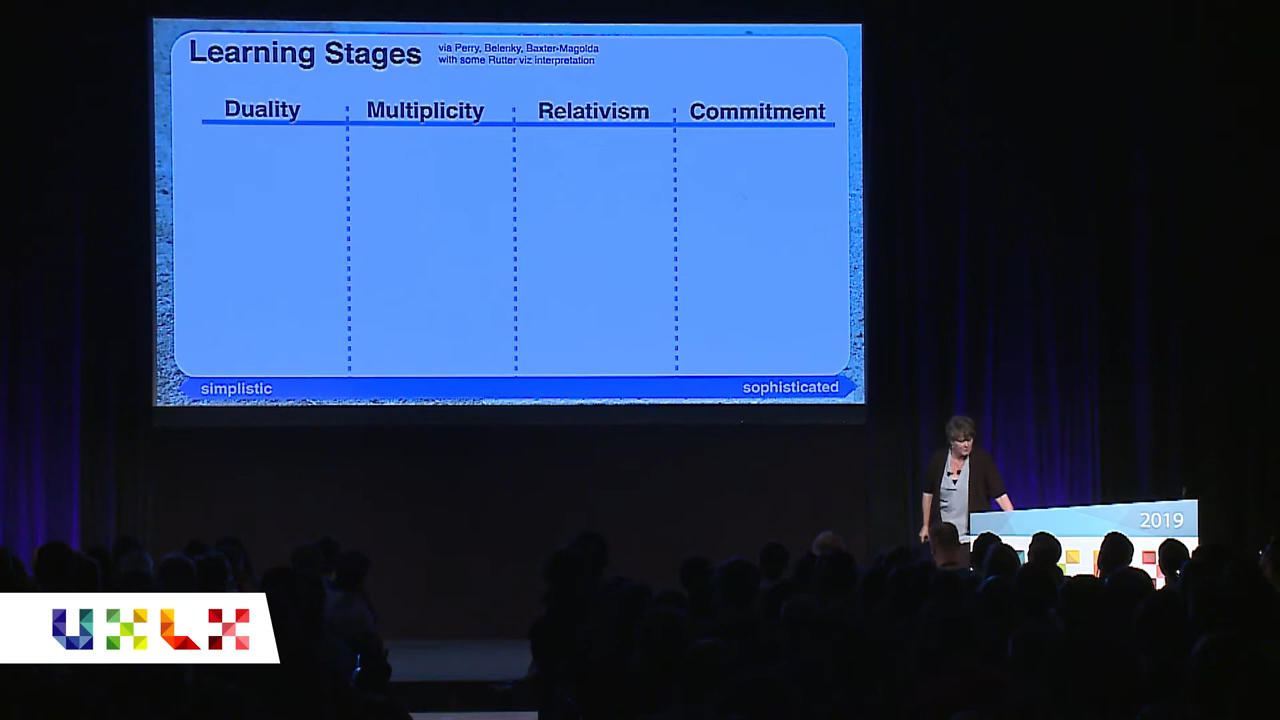 Learning Stages
via Perry, Belenky, Baxter-Magolda
with some Rutter viz interpretation
Duality
Multiplicity
Relativism
Commitment
simplistic
sophisticated
2019
UXLX